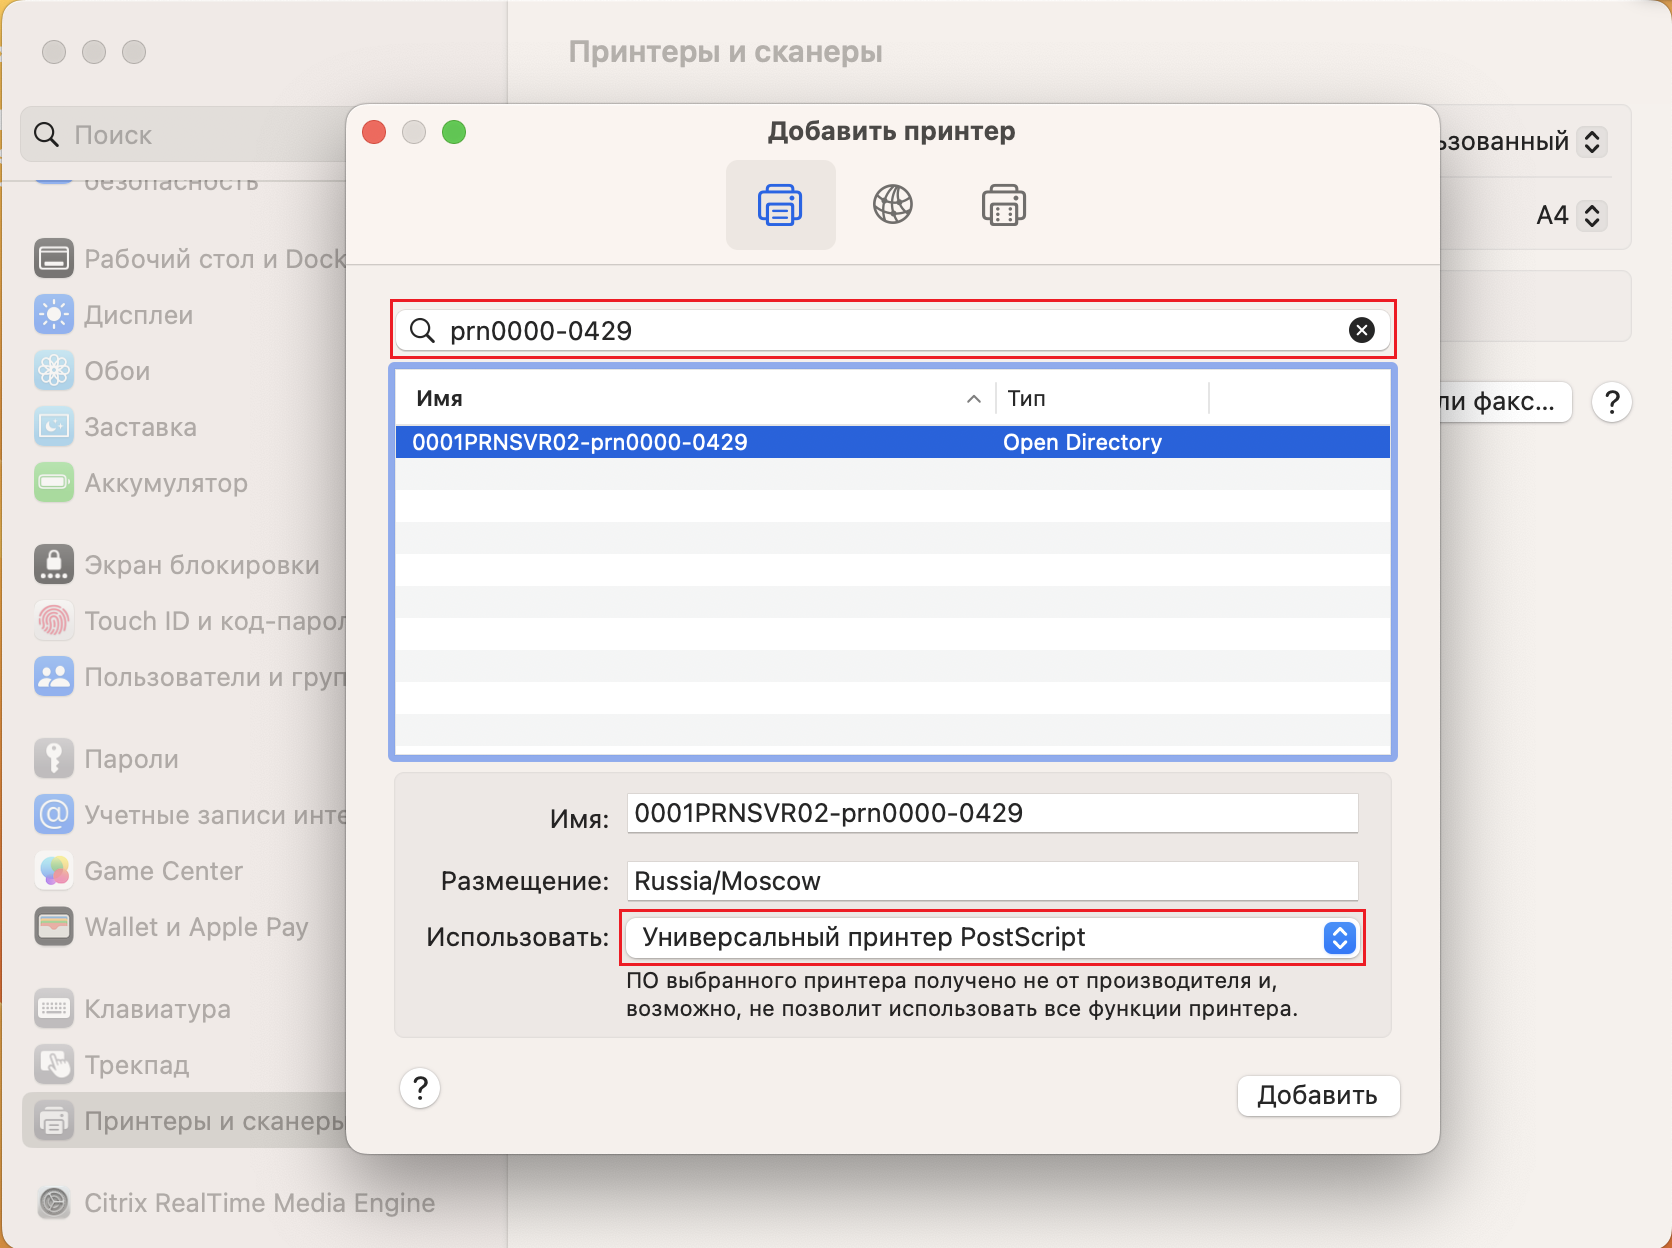 Принтеры и сканеры
Поиск
безопасность
Рабочий стол и Dock
Дисплеи
Обои
Заставка
Аккумулятор
Экран блокировки
Touch ID и код-парол
Пользователи и груп
Пароли
Учетные записи инте
Game Center
Wallet и Apple Pay
Клавиатура
Трекпад
Принтеры и сканеры
Citrix RealTime Media Engine
Добавить принтер
prn0000-0429
Имя Тип
0001PRNSVR02-prn0000-0429 Open Directory
Имя: 0001PRNSVR02-prn0000-0429
Размещение: Russia/Moscow
Использовать: Универсальный принтер PostScript
ПО выбранного принтера получено не от производителя и,
возможно, не позволит использовать все функции принтера.
? Добавить
ьзованный
A4
ли факс... ?